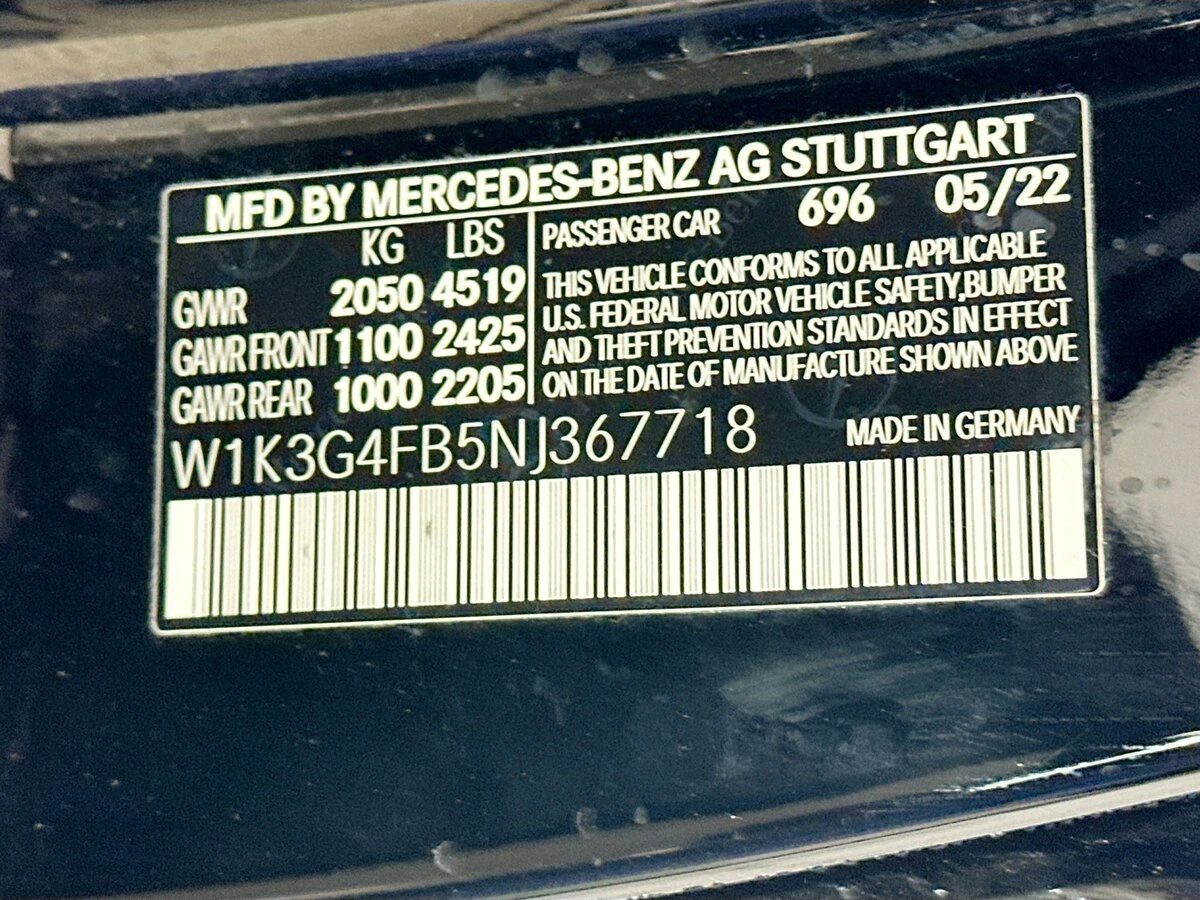 MFD BY MERCEDES-BENZ AG STUTTGART
KG LBS
GVWR 2050 4519
GAWR FRONT 1100 2425
GAWR REAR 1000 2205
PASSENGER CAR 696 05/22
THIS VEHICLE CONFORMS TO ALL APPLICABLE
U.S. FEDERAL MOTOR VEHICLE SAFETY,BUMPER
AND THEFT PREVENTION STANDARDS IN EFFECT
ON THE DATE OF MANUFACTURE SHOWN ABOVE
W1K3G4FB5NJ367718 MADE IN GERMANY